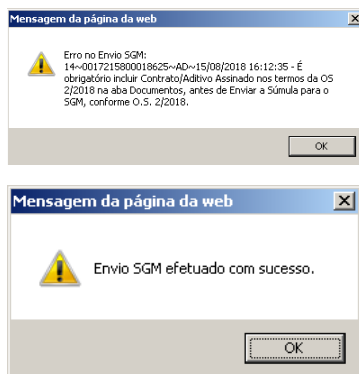 Mensagem da página da web
Erro no Envio SGM:
14~0017215800018625~AD~15/08/2018 16:12:35 - É
obrigatório incluir Contrato/Aditivo Assinado nos termos da OS
2/2018 na aba Documentos, antes de Enviar a Súmula para o
SGM, conforme O.S. 2/2018.
OK
Mensagem da página da web
Envio SGM efetuado com sucesso.
OK